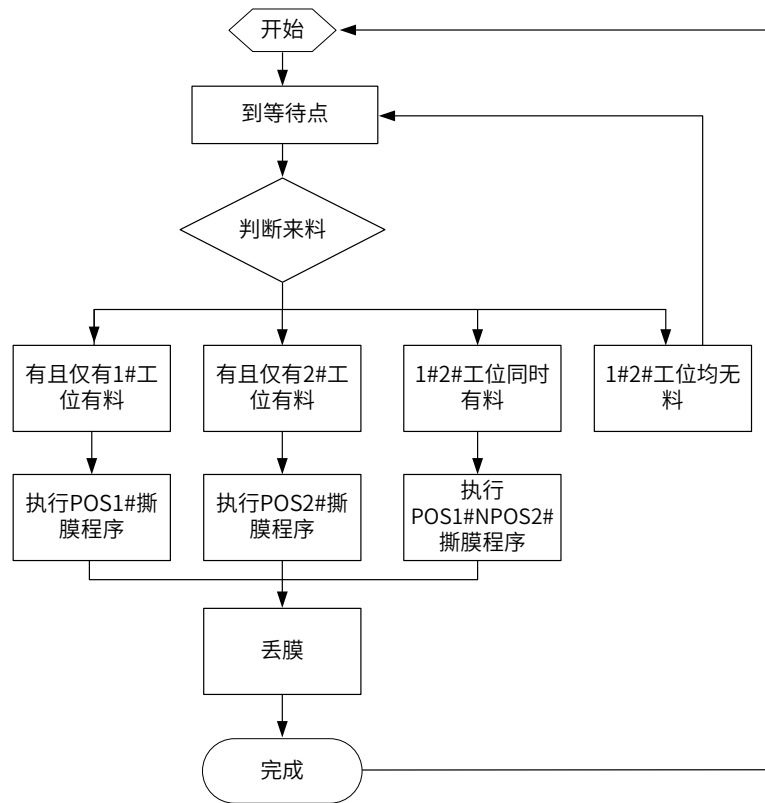 开始
到等待点
判断来料
有且仅有1#工
位有料
有且仅有2#工
位有料
1#2#工位同时
有料
1#2#工位均无
料
执行POS1#撕
膜程序
执行POS2#撕
膜程序
执行
POS1#NPOS2#
撕膜程序
丢膜
完成